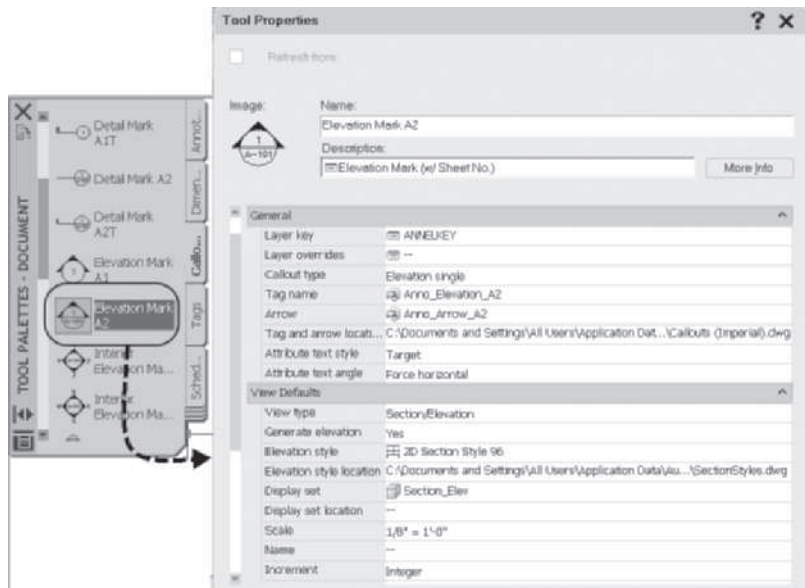 Tool Properties
? X
Refresh from:
Image:
Name:
Elevation Mark A2
1
A-101
Description:
Elevation Mark (w/ Sheet No.)
More Info
General
Layer key ANNELKEY
Layer overrides --
Callout type Elevation single
Tag name Anno_Elevation_A2
Arrow Anno_Arrow_A2
Tag and arrow locati... C:\Documents and Settings\All Users\Application Dat...\Callouts (Imperial).dwg
Attribute text style Target
Attribute text angle Force horizontal
View Defaults
View type Section/Elevation
Generate elevation Yes
Elevation style 2D Section Style 96
Elevation style location C:\Documents and Settings\All Users\Application Data\Au...\SectionStyles.dwg
Display set Section_Elev
Display set location --
Scale 1/8" = 1'-0"
Name --
Increment Integer
TOOL PALETTES - DOCUMENT
Detail Mark
A1T
Detail Mark A2
Detail Mark
A2T
Elevation Mark
A1
Elevation Mark
A2
Interior
Elevation Ma...
Interior
Elevation Ma...
Annot...
Dimen...
Callo...
Tags
Sched...